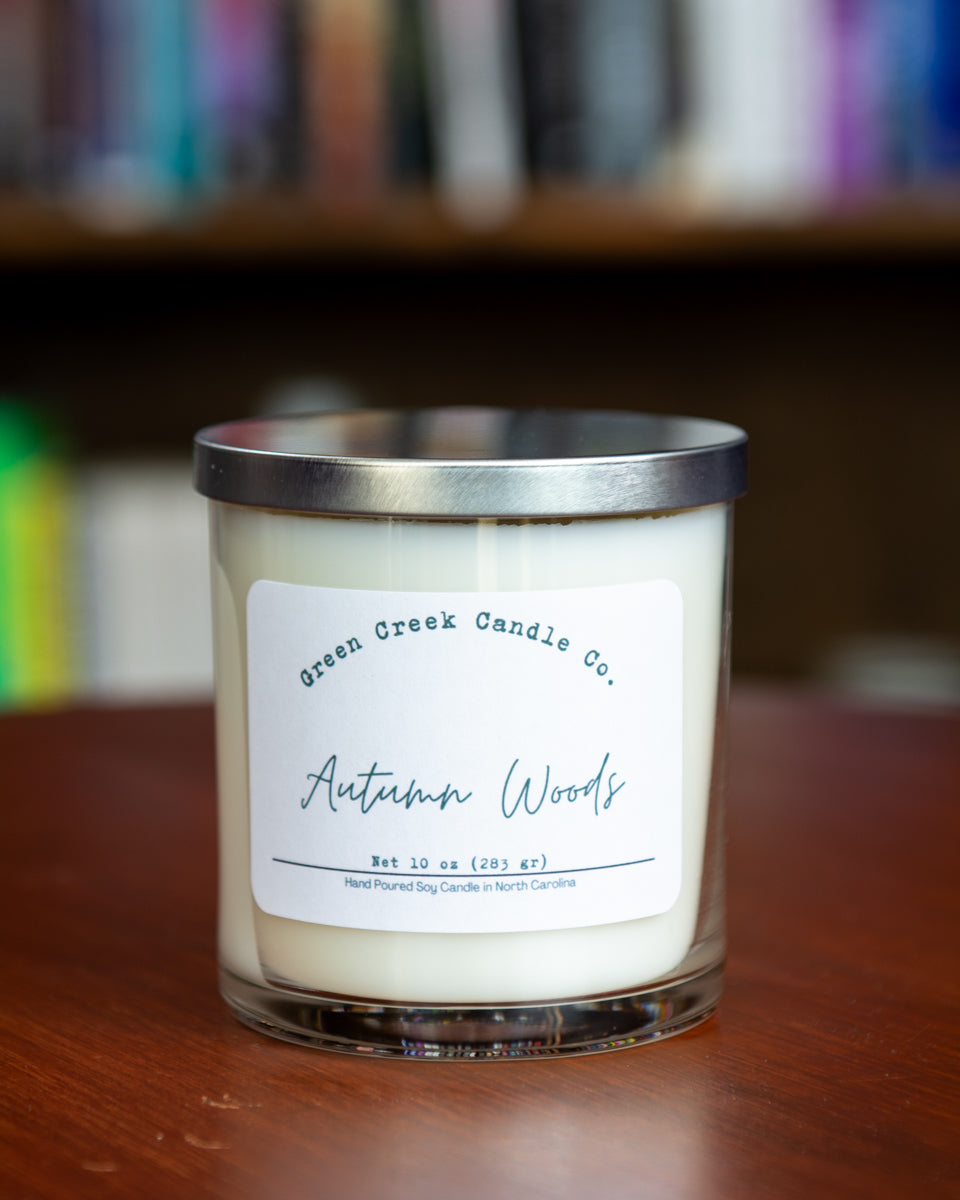 Green Creek Candle Co.
Autumn Woods
Net 10 oz (283 gr)
Hand Poured Soy Candle in North Carolina